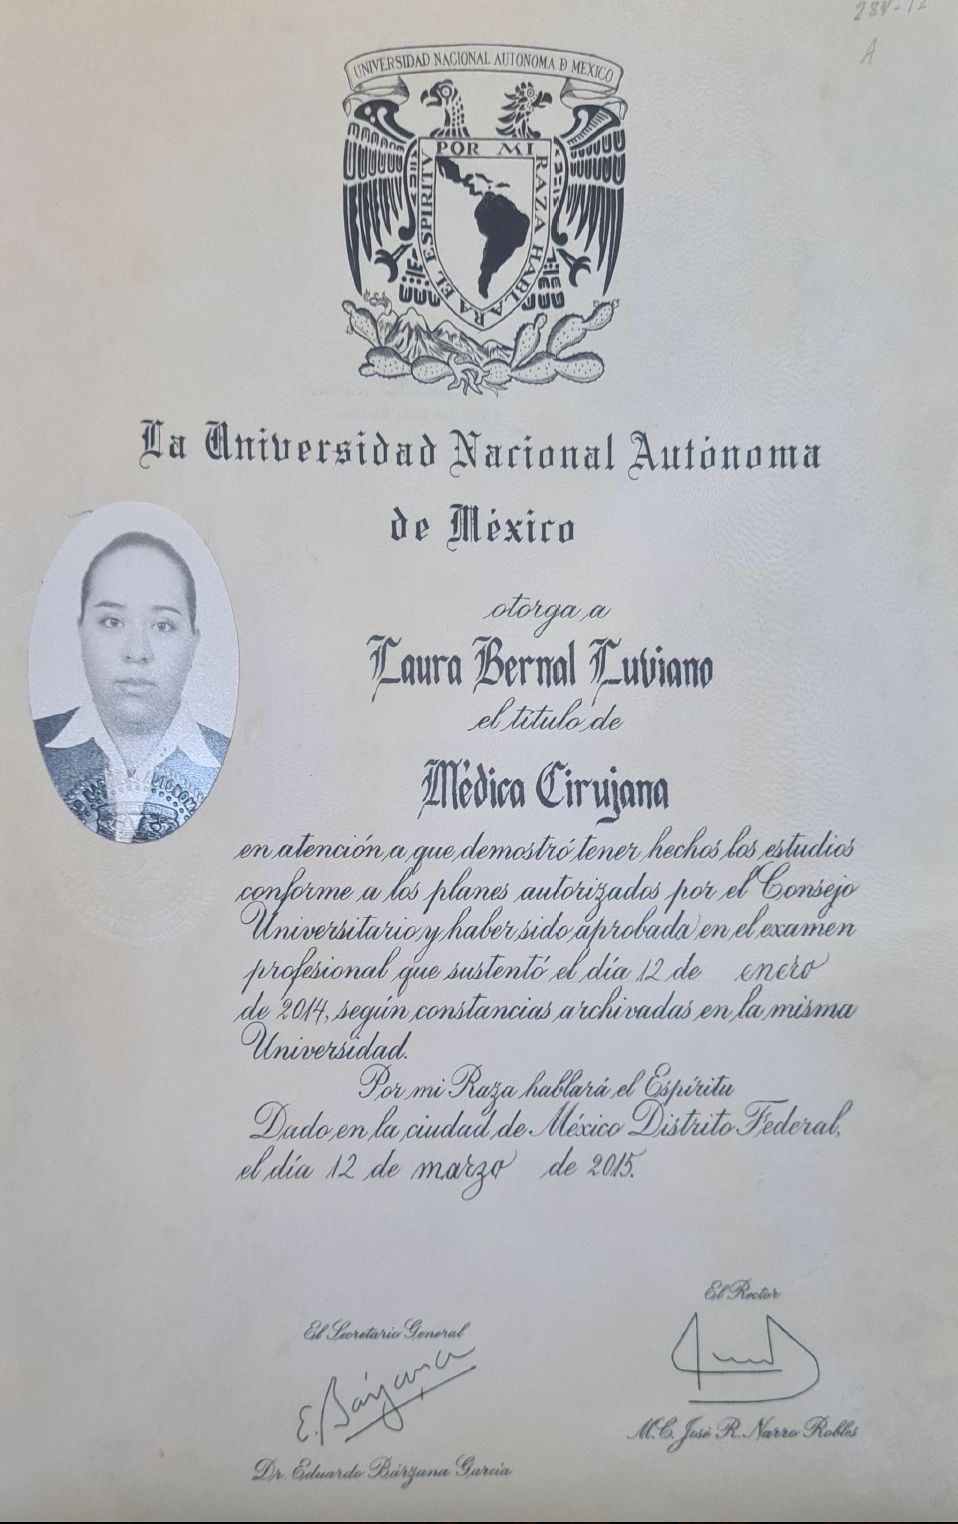 284-12
A
UNIVERSIDAD NACIONAL AUTONOMA D MEXICO
POR MI RAZA HABLARA EL ESPIRITU
La Universidad Nacional Autónoma
de México
otorga a
Laura Bernal Luviano
el título de
Médica Cirujana
en atención a que demostró tener hechos los estudios
conforme a los planes autorizados por el Consejo
Universitario y haber sido aprobada en el examen
profesional que sustentó el día 12 de enero
de 2014, según constancias archivadas en la misma
Universidad.
Por mi Raza hablará el Espíritu
Dado en la ciudad de México Distrito Federal,
el día 12 de marzo de 2015.
El Rector
El Secretario General
E. Bárzana
M.C. José R. Narro Robles
Dr. Eduardo Bárzana García